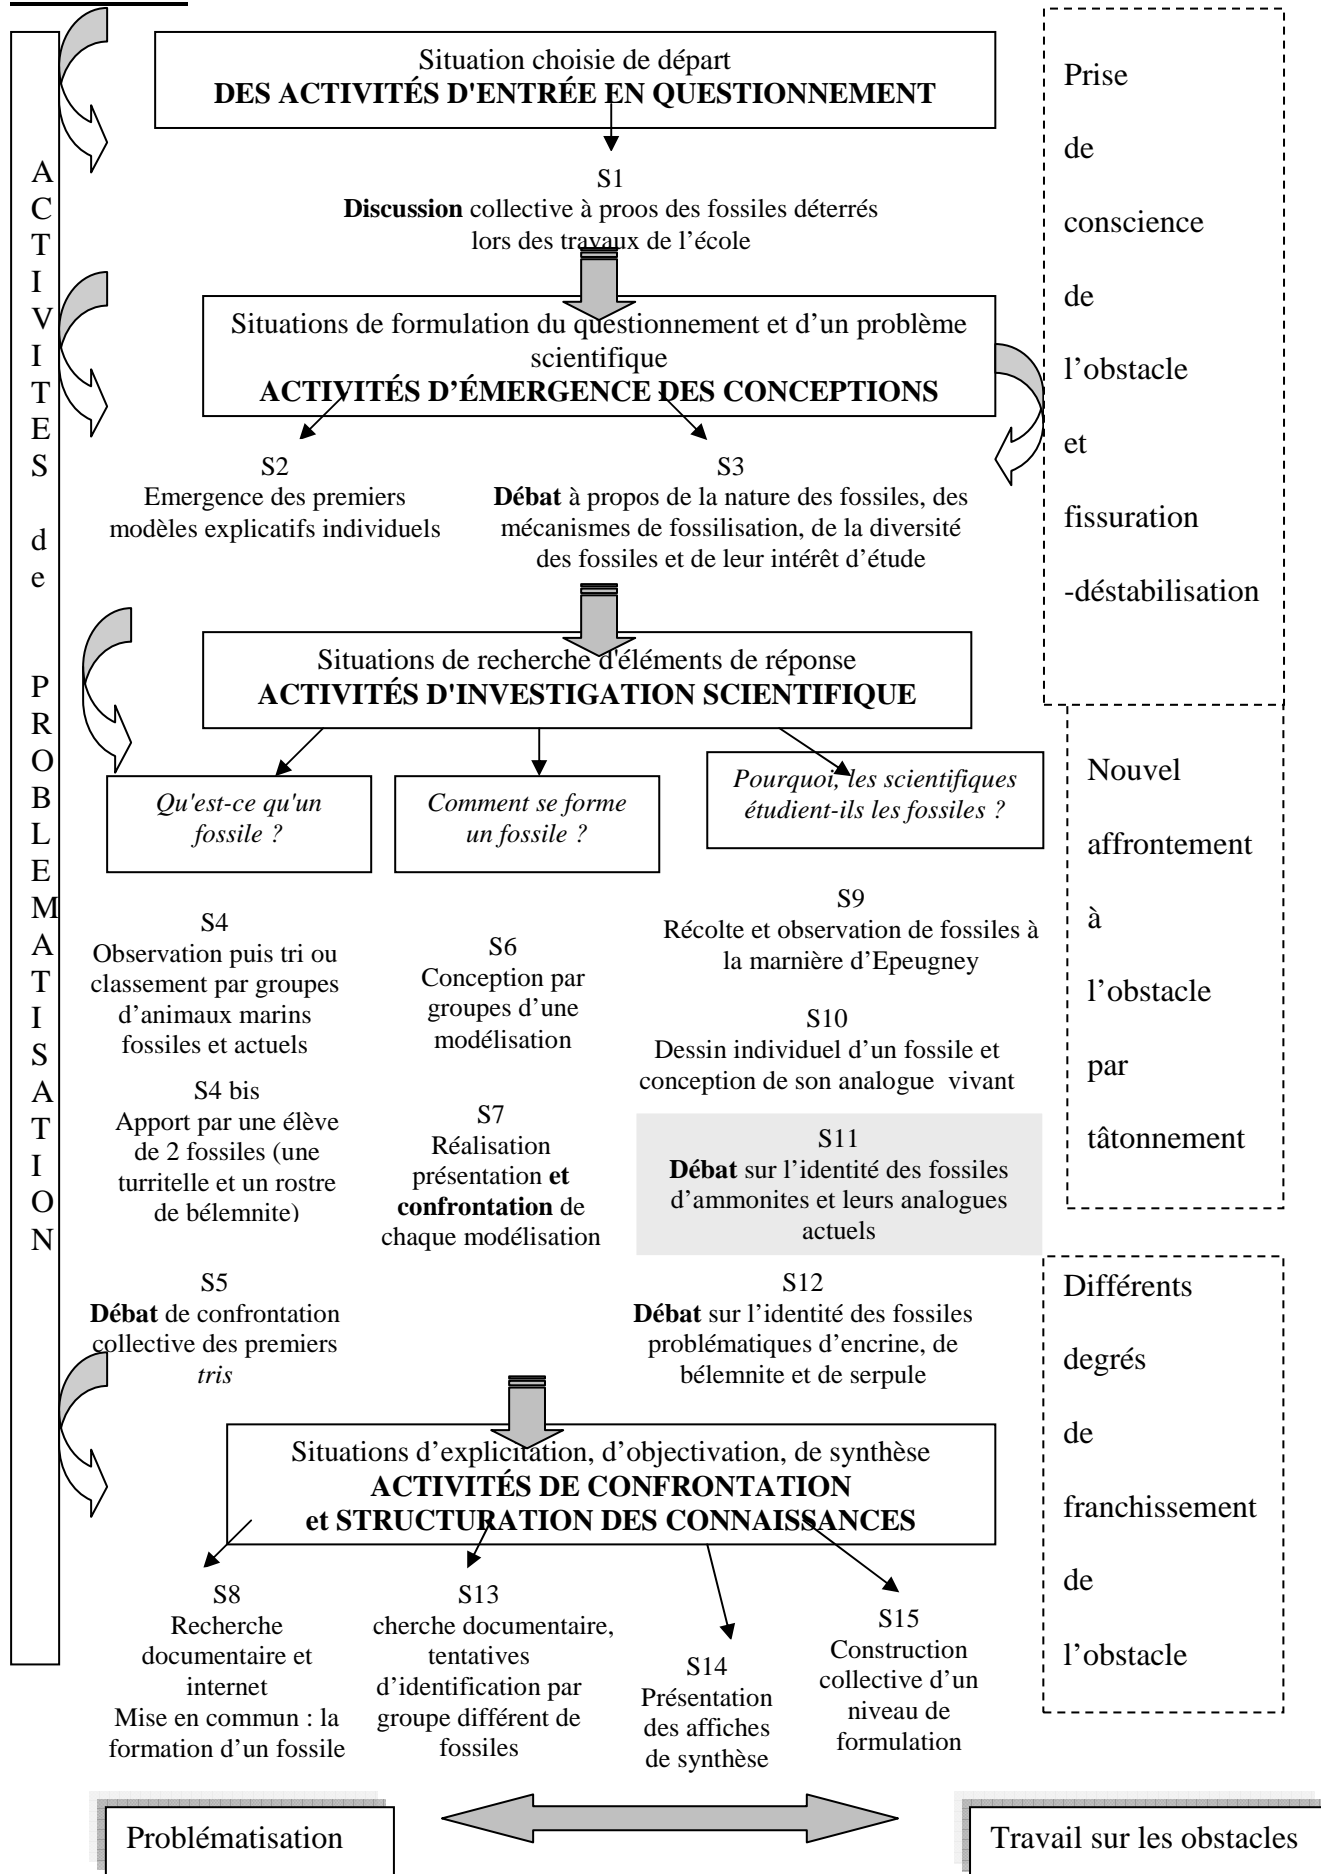 Situation choisie de départ
DES ACTIVITÉS D'ENTRÉE EN QUESTIONNEMENT
S1
Discussion collective à proos des fossiles déterrés
lors des travaux de l’école
Situations de formulation du questionnement et d’un problème
scientifique
ACTIVITÉS D’ÉMERGENCE DES CONCEPTIONS
S2
Emergence des premiers
modèles explicatifs individuels
S3
Débat à propos de la nature des fossiles, des
mécanismes de fossilisation, de la diversité
des fossiles et de leur intérêt d’étude
Situations de recherche d'éléments de réponse
ACTIVITÉS D'INVESTIGATION SCIENTIFIQUE
Qu'est-ce qu'un
fossile ?
Comment se forme
un fossile ?
Pourquoi, les scientifiques
étudient-ils les fossiles ?
S4
Observation puis tri ou
classement par groupes
d’animaux marins
fossiles et actuels
S4 bis
Apport par une élève
de 2 fossiles (une
turritelle et un rostre
de bélemnite)
S5
Débat de confrontation
collective des premiers
tris
S6
Conception par
groupes d’une
modélisation
S7
Réalisation
présentation et
confrontation de
chaque modélisation
S9
Récolte et observation de fossiles à
la marnière d’Epeugney
S10
Dessin individuel d’un fossile et
conception de son analogue vivant
S11
Débat sur l’identité des fossiles
d’ammonites et leurs analogues
actuels
S12
Débat sur l’identité des fossiles
problématiques d’encrine, de
bélemnite et de serpule
Situations d’explicitation, d’objectivation, de synthèse
ACTIVITÉS DE CONFRONTATION
et STRUCTURATION DES CONNAISSANCES
S8
Recherche
documentaire et
internet
Mise en commun : la
formation d’un fossile
S13
cherche documentaire,
tentatives
d’identification par
groupe différent de
fossiles
S14
Présentation
des affiches
de synthèse
S15
Construction
collective d’un
niveau de
formulation
ACTIVITES de PROBLEMATISATION
Prise
de
conscience
de
l’obstacle
et
fissuration
-déstabilisation
Nouvel
affrontement
à
l’obstacle
par
tâtonnement
Différents
degrés
de
franchissement
de
l’obstacle
Problématisation
Travail sur les obstacles